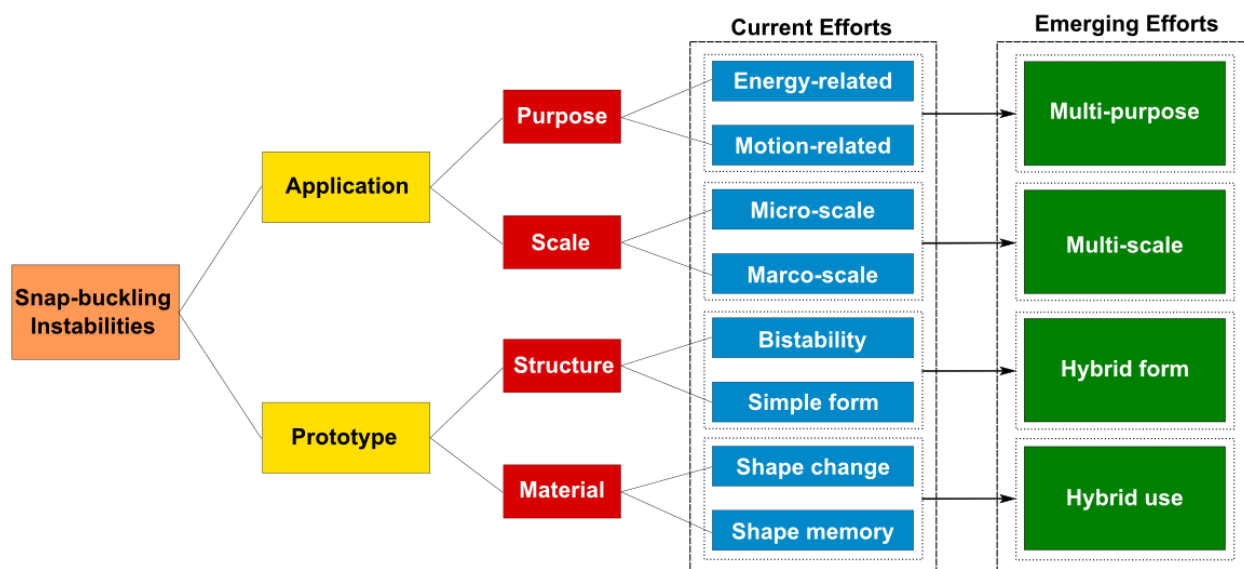 Current Efforts
Emerging Efforts
Snap-buckling
Instabilities
Application
Prototype
Purpose
Scale
Structure
Material
Energy-related
Motion-related
Micro-scale
Marco-scale
Bistability
Simple form
Shape change
Shape memory
Multi-purpose
Multi-scale
Hybrid form
Hybrid use